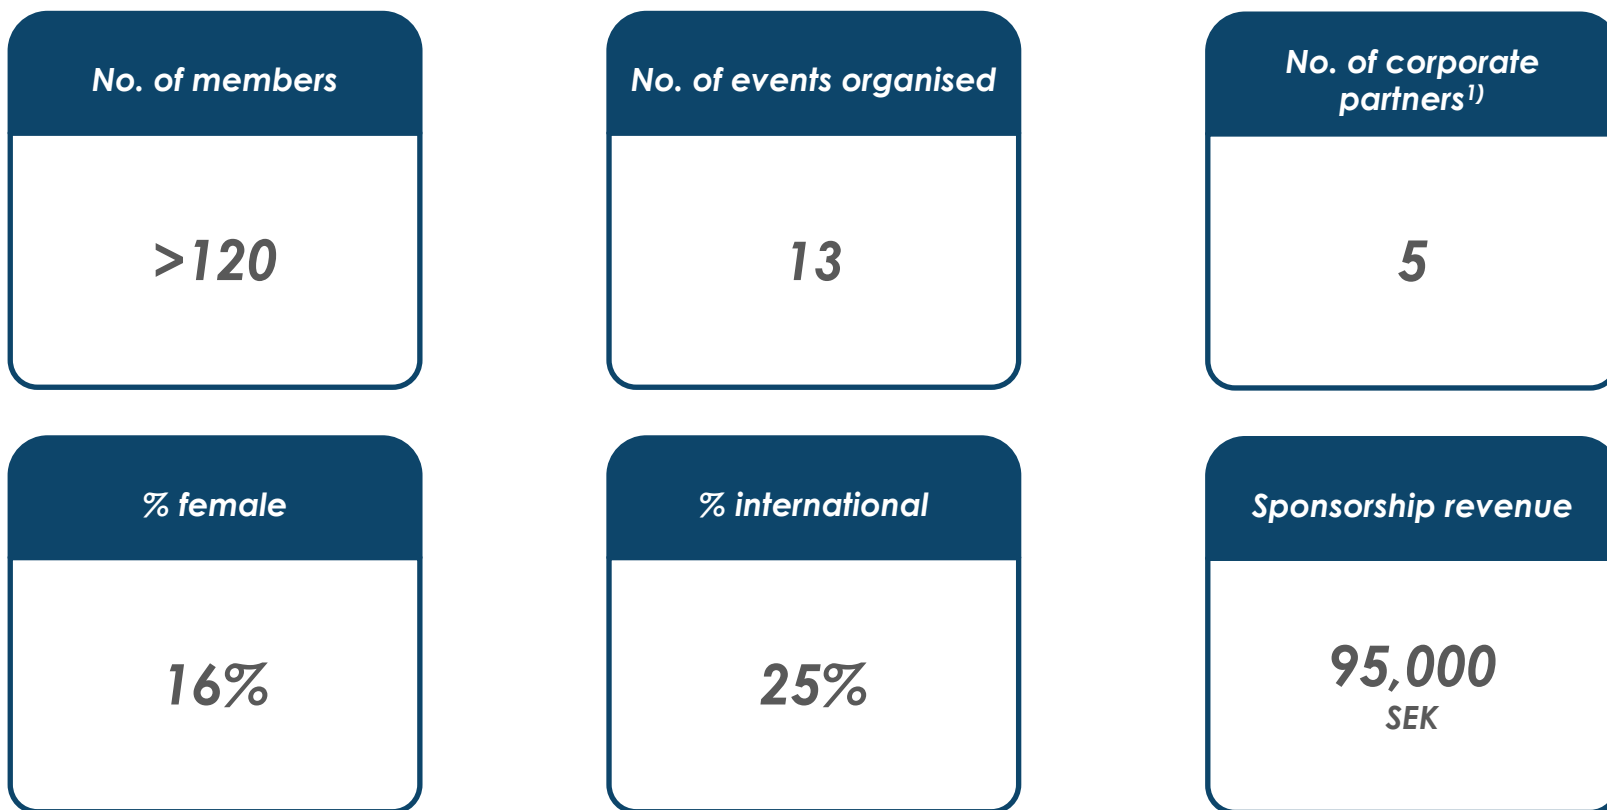 No. of members
>120
No. of events organised
13
No. of corporate
partners¹⁾
5
% female
16%
% international
25%
Sponsorship revenue
95,000
SEK